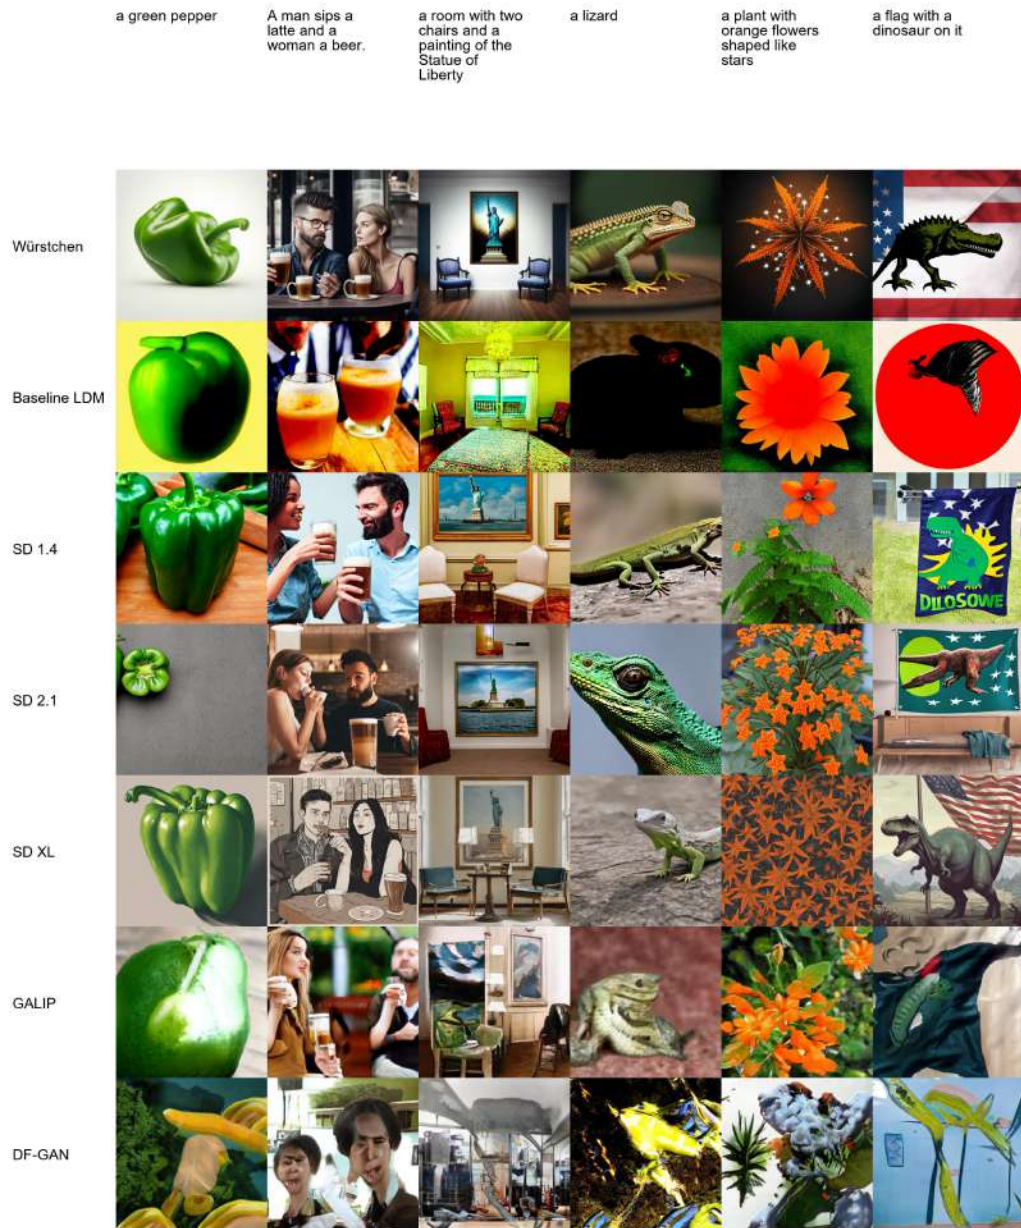 a green pepper
A man sips a
latte and a
woman a beer.
a room with two
chairs and a
painting of the
Statue of
Liberty
a lizard
a plant with
orange flowers
shaped like
stars
a flag with a
dinosaur on it
Würstchen
Baseline LDM
SD 1.4
DILOSOWE
SD 2.1
SD XL
GALIP
DF-GAN